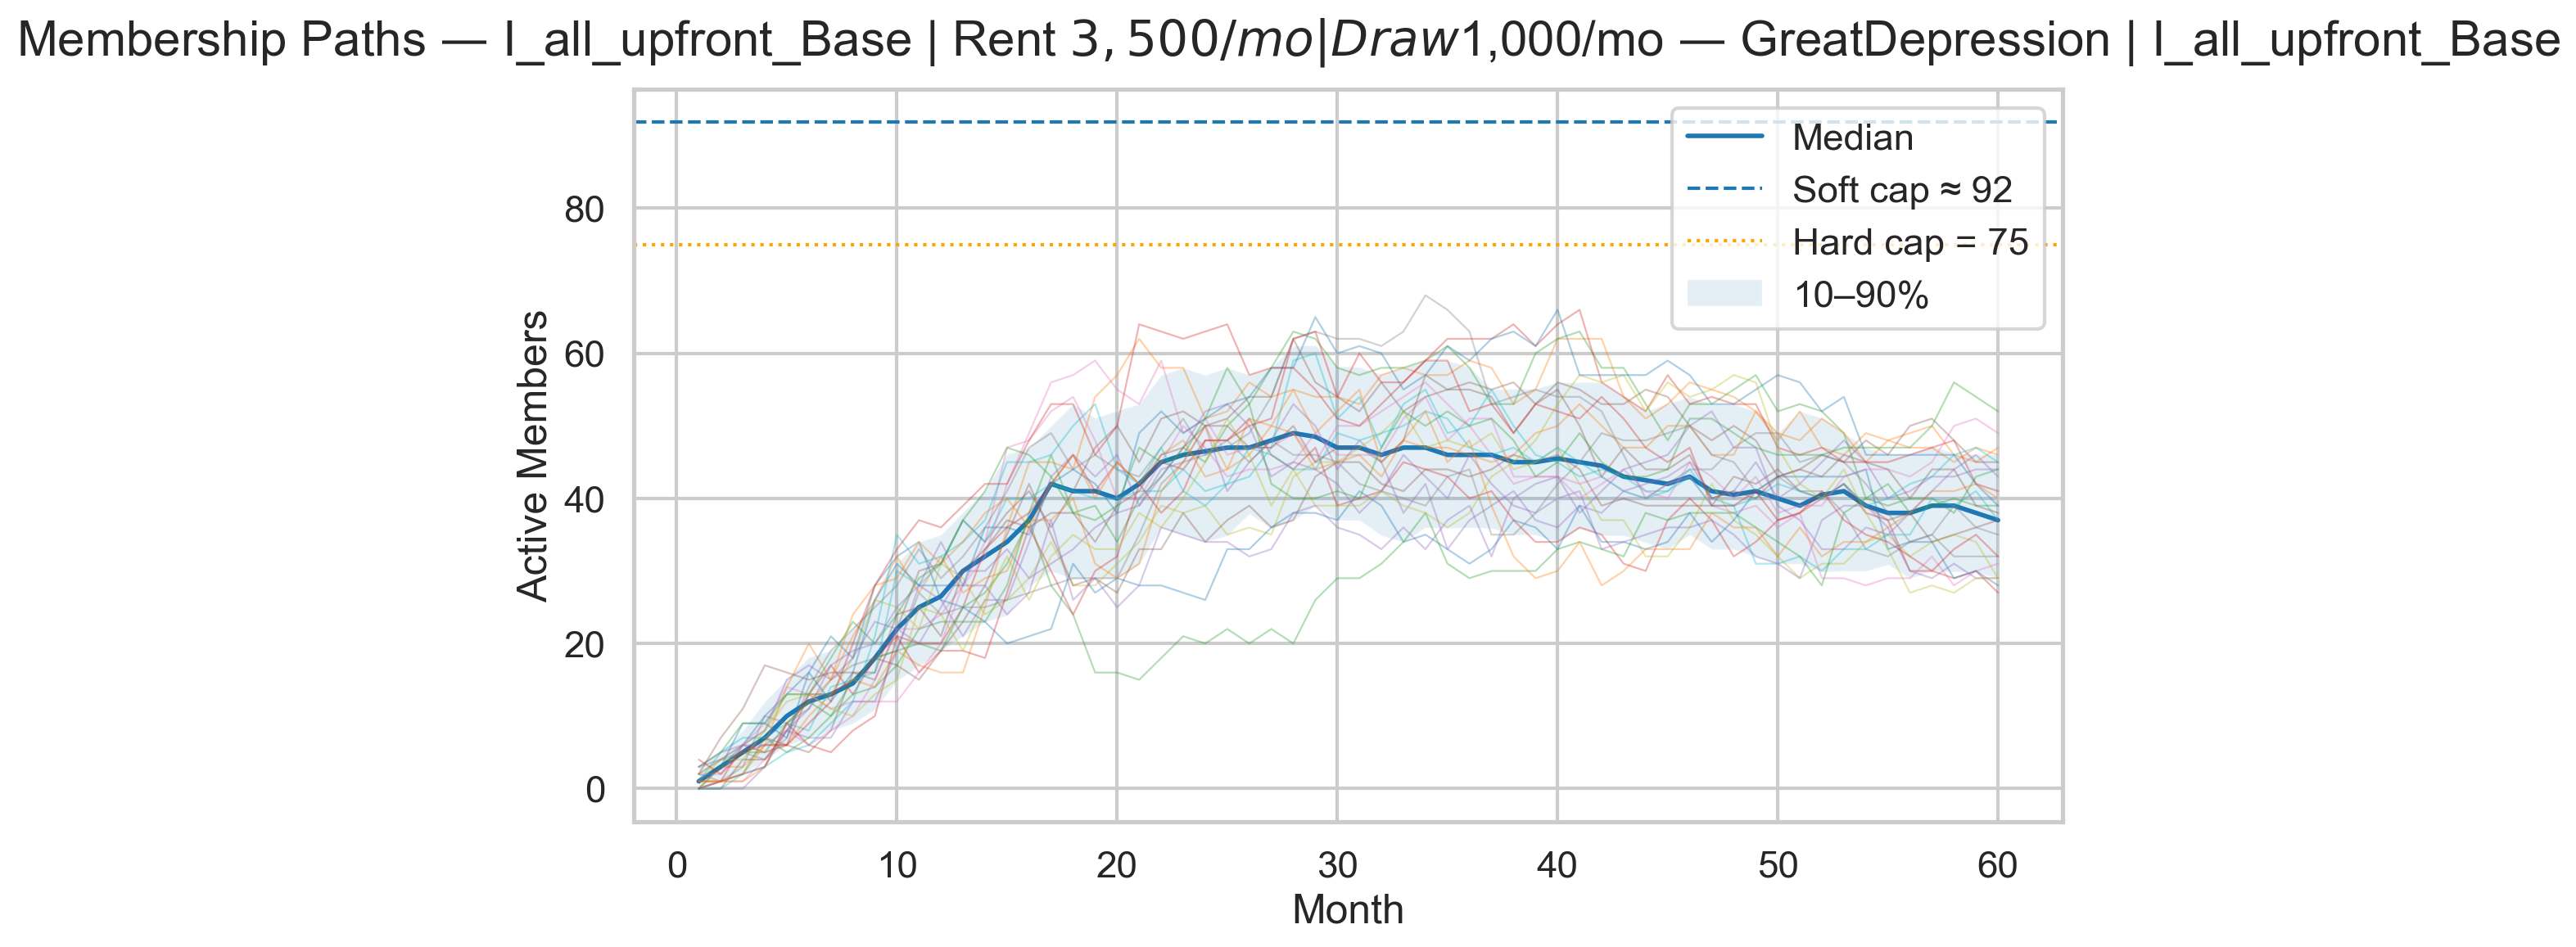 Membership Paths — I_all_upfront_Base | Rent 3,500/mo|Draw1,000/mo — GreatDepression | I_all_upfront_Base
Median
Soft cap ≈ 92
Hard cap = 75
10–90%
Active Members
80
60
40
20
0
0 10 20 30 40 50 60
Month